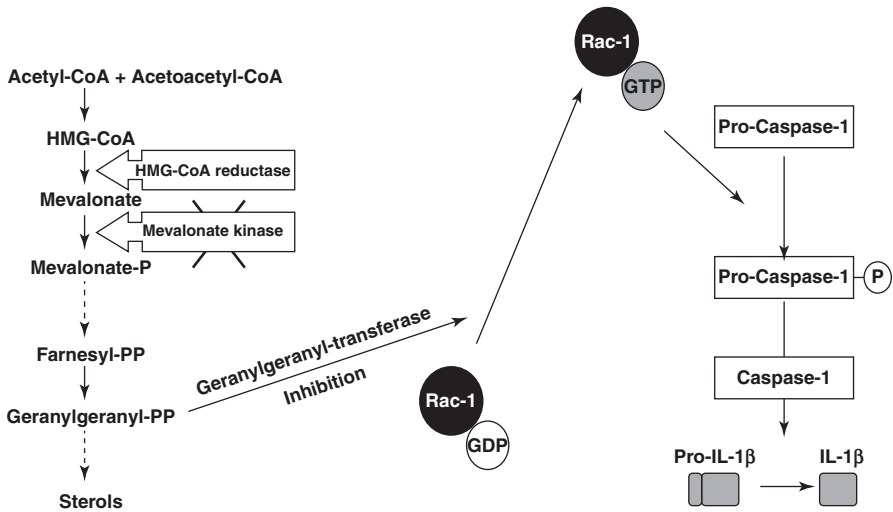 Acetyl-CoA + Acetoacetyl-CoA
HMG-CoA
HMG-CoA reductase
Mevalonate
Mevalonate kinase
Mevalonate-P
Farnesyl-PP
Geranylgeranyl-PP
Sterols
Geranylgeranyl-transferase
Inhibition
Rac-1
GDP
Rac-1
GTP
Pro-Caspase-1
Pro-Caspase-1
P
Caspase-1
Pro-IL-1β
IL-1β